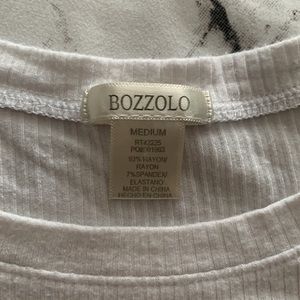 BOZZOLO
MEDIUM
93% RAYON/
RAYON
7% SPANDEX/
ELASTANO
MADE IN CHINA
HECHO EN CHINA